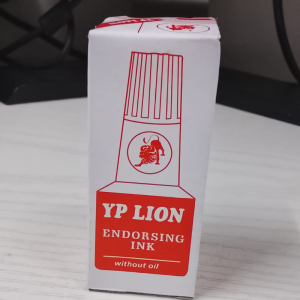 YP LION
ENDORSING
INK
without oil